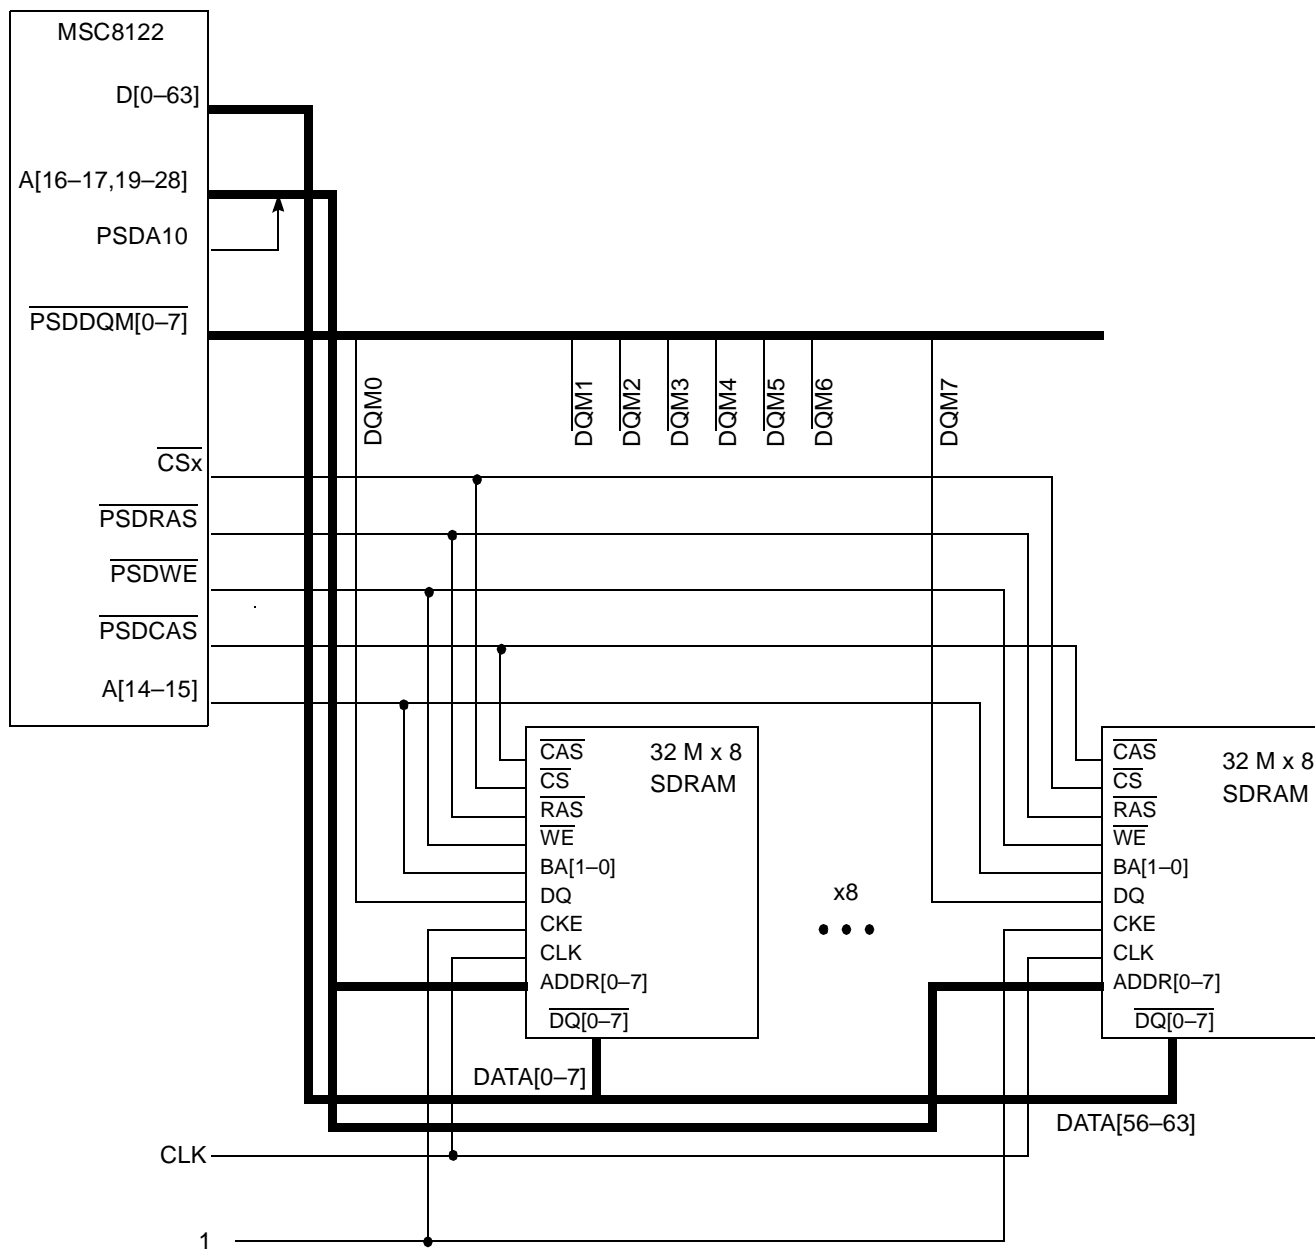 MSC8122
D[0–63]
A[16–17,19–28]
PSDA10
PSDDQM[0–7]
DQM0
DQM1
DQM2
DQM3
DQM4
DQM5
DQM6
DQM7
CSx
PSDRAS
PSDWE
PSDCAS
A[14–15]
CAS
CS
RAS
WE
BA[1–0]
DQ
CKE
CLK
ADDR[0–7]
DQ[0–7]
32 M x 8
SDRAM
x8
CAS
CS
RAS
WE
BA[1–0]
DQ
CKE
CLK
ADDR[0–7]
DQ[0–7]
32 M x 8
SDRAM
DATA[0–7]
DATA[56–63]
CLK
1